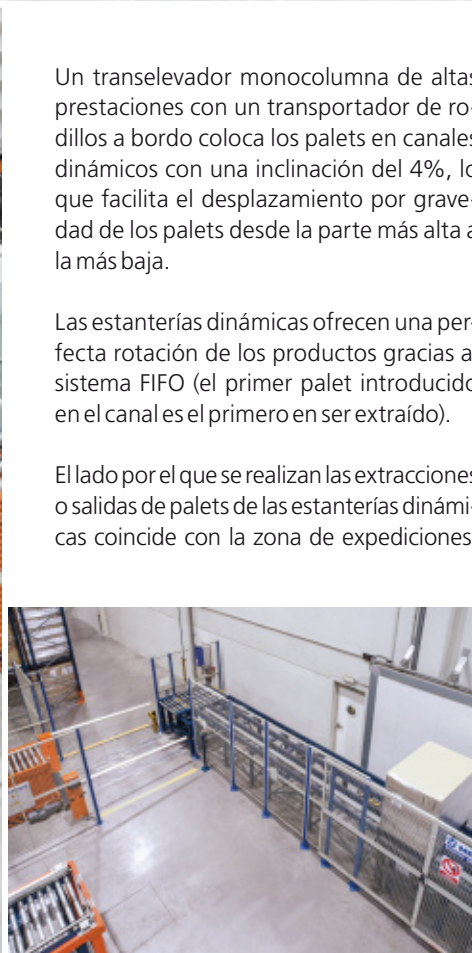 Un transelevador monocolumna de altas
prestaciones con un transportador de ro-
dillos a bordo coloca los palets en canales
dinámicos con una inclinación del 4%, lo
que facilita el desplazamiento por grave-
dad de los palets desde la parte más alta a
la más baja.
Las estanterías dinámicas ofrecen una per-
fecta rotación de los productos gracias a
sistema FIFO (el primer palet introducido
en el canal es el primero en ser extraído).
El lado por el que se realizan las extracciones
o salidas de palets de las estanterías dinámi-
cas coincide con la zona de expediciones